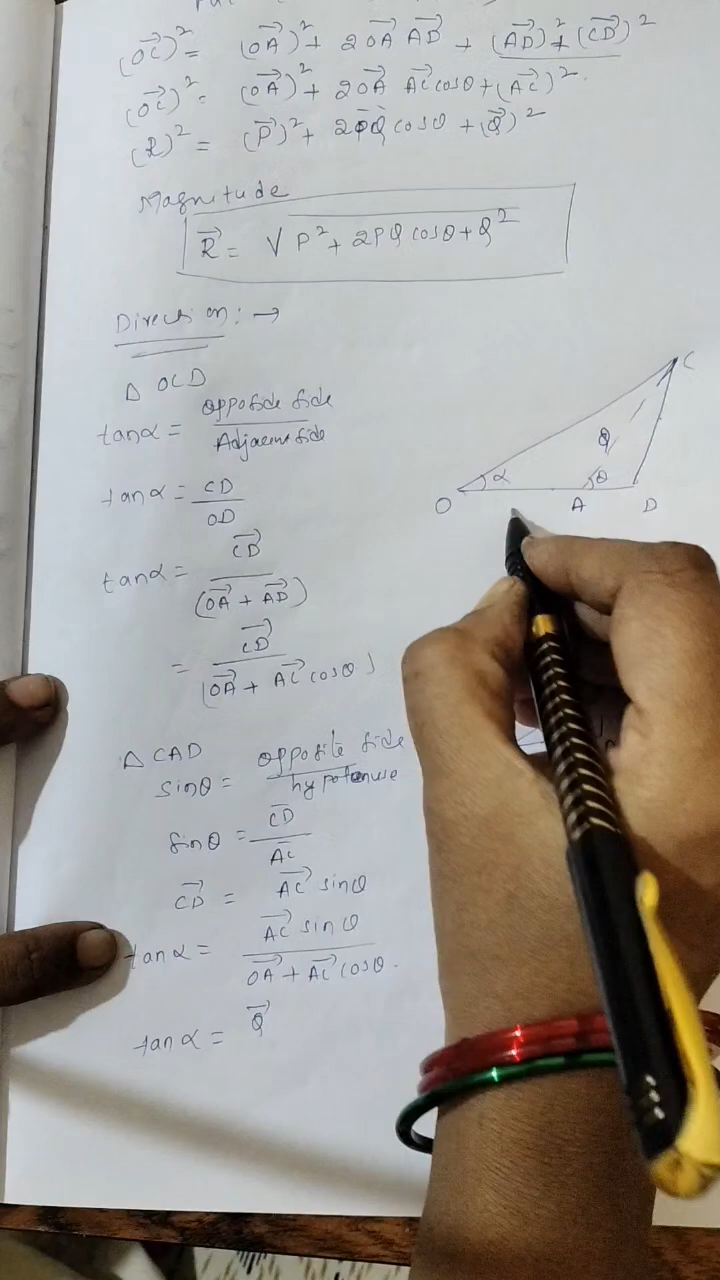 (OC⃗)² = (OA⃗)² + 2OA⃗ AD⃗ + (AD⃗)² + (CD⃗)²
(OC⃗)² = (OA⃗)² + 2OA⃗ AC⃗ cosθ + (AC⃗)².
(R)² = (P⃗)² + 2PQ cosθ + (Q⃗)²
Magnitude
R⃗ = √P² + 2PQ cosθ + Q²
Direction: →
Δ OCD
tanα = opposide side / Adjacent side
tanα = CD / OD
tanα = CD⃗ / (OA⃗ + AD⃗)
= CD⃗ / (OA⃗ + AC⃗ cosθ)
C
Q
α
θ
O
A
D
Δ CAD
sinθ = opposite side / hypotenuse
sinθ = CD / AC
CD⃗ = AC⃗ sinθ
tanα = AC⃗ sinθ / OA⃗ + AC⃗ cosθ.
tanα = Q⃗